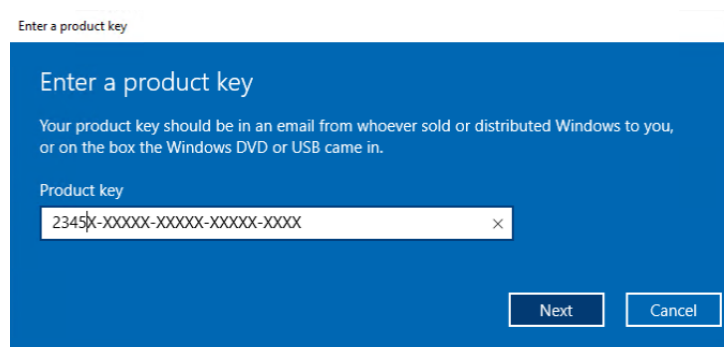 Enter a product key
Enter a product key
Your product key should be in an email from whoever sold or distributed Windows to you,
or on the box the Windows DVD or USB came in.
Product key
2345X-XXXXX-XXXXX-XXXXX-XXXX
Next Cancel